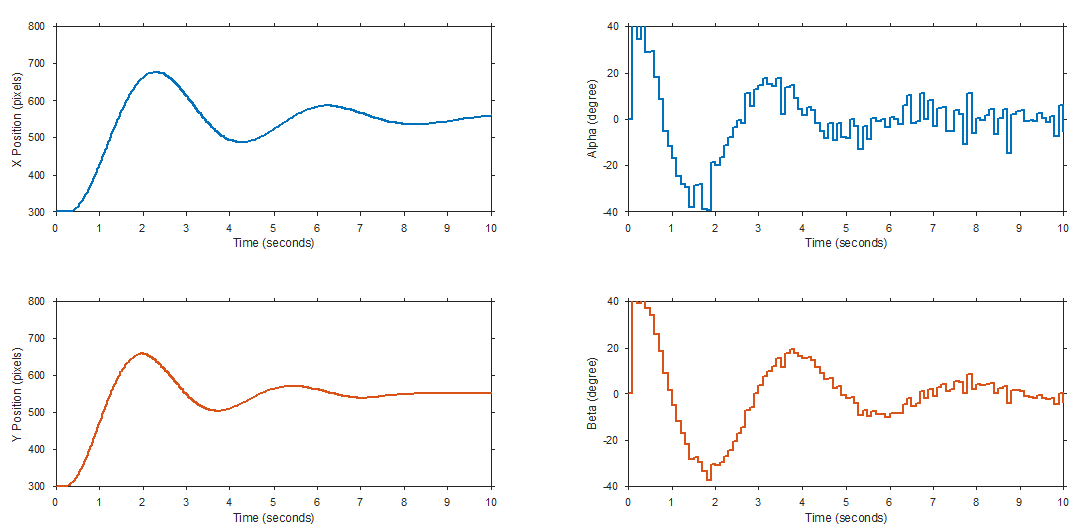 800
700
600
500
400
300
X Position (pixels)
0 1 2 3 4 5 6 7 8 9 10
Time (seconds)
40
20
0
-20
-40
Alpha (degree)
0 1 2 3 4 5 6 7 8 9 10
Time (seconds)
800
700
600
500
400
300
Y Position (pixels)
0 1 2 3 4 5 6 7 8 9 10
Time (seconds)
40
20
0
-20
-40
Beta (degree)
0 1 2 3 4 5 6 7 8 9 10
Time (seconds)